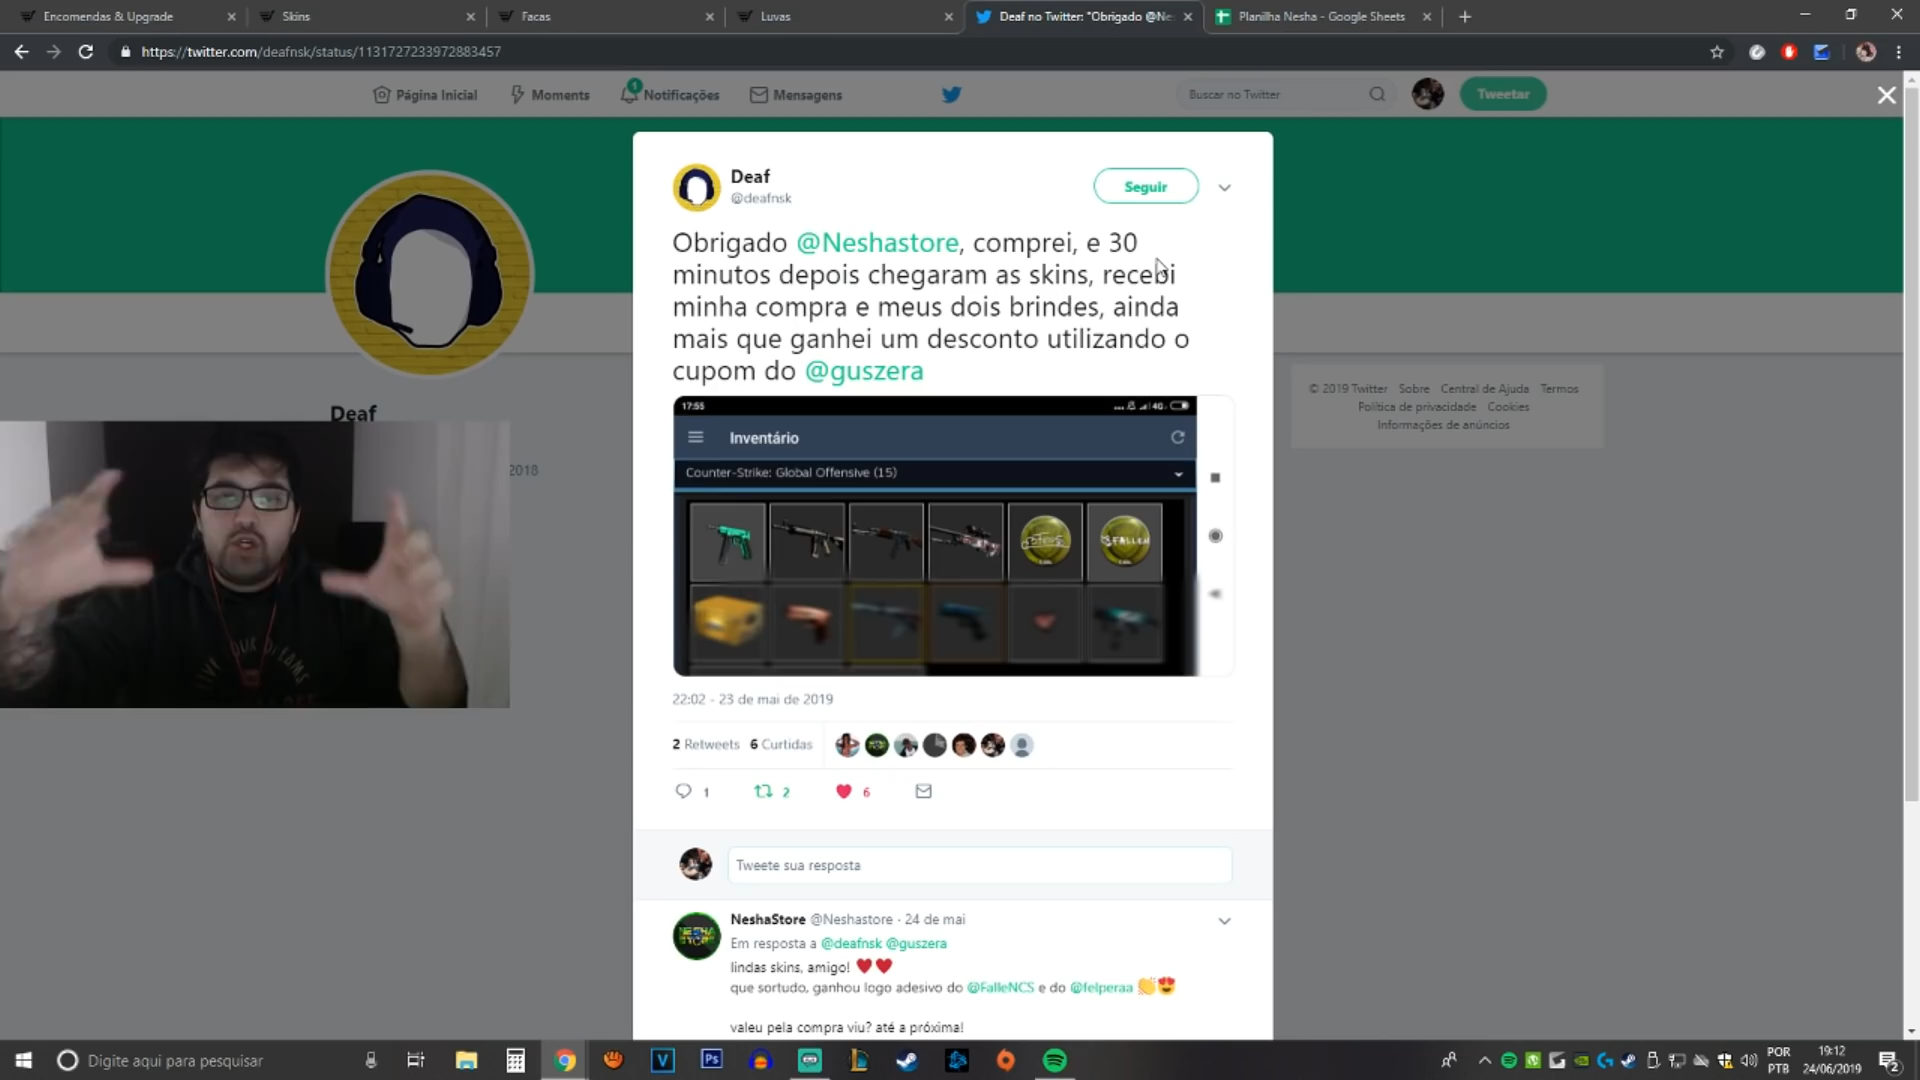 Encomendas & Upgrade
Skins
Facas
Luvas
Deaf no Twitter: "Obrigado @Ne
Planilha Nesha - Google Sheets
https://twitter.com/deafnsk/status/1131727233972883457
Página Inicial
Moments
1
Notificações
Mensagens
Buscar no Twitter
Tweetar
Deaf
@deafnsk
Seguir
Obrigado @Neshastore, comprei, e 30
minutos depois chegaram as skins, recebi
minha compra e meus dois brindes, ainda
mais que ganhei um desconto utilizando o
cupom do @guszera
© 2019 Twitter Sobre Central de Ajuda Termos
Política de privacidade Cookies
Informações de anúncios
Deaf
2018
17:55
4G
Inventário
Counter-Strike: Global Offensive (15)
FALLEN
22:02 - 23 de mai de 2019
2 Retweets 6 Curtidas
1
2
6
Tweete sua resposta
NeshaStore @Neshastore · 24 de mai
Em resposta a @deafnsk @guszera
lindas skins, amigo! ❤️❤️
que sortudo, ganhou logo adesivo do @FalleNCS e do @felperaa 👏😍
valeu pela compra viu? até a próxima!
Digite aqui para pesquisar
POR
PTB
19:12
24/06/2019
2